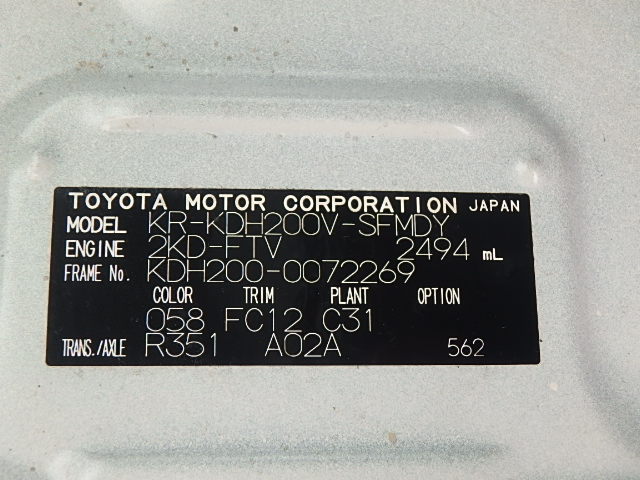 TOYOTA MOTOR CORPORATION JAPAN
MODEL KR-KDH200V-SFMDY
ENGINE 2KD-FTV 2494 mL
FRAME No. KDH200-0072269
COLOR TRIM PLANT OPTION
058 FC12 C31
TRANS./AXLE R351 A02A 562